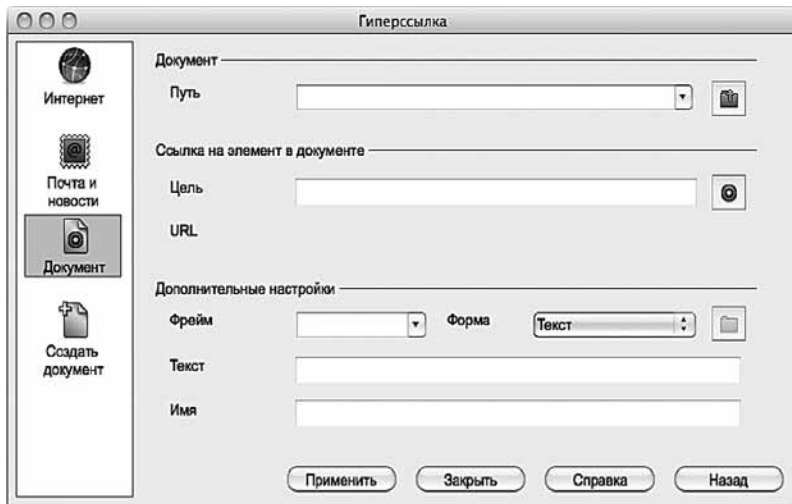 Гиперссылка
Интернет
Почта и
новости
Документ
Создать
документ
Документ
Путь
Ссылка на элемент в документе
Цель
URL
Дополнительные настройки
Фрейм Форма Текст
Текст
Имя
Применить Закрыть Справка Назад